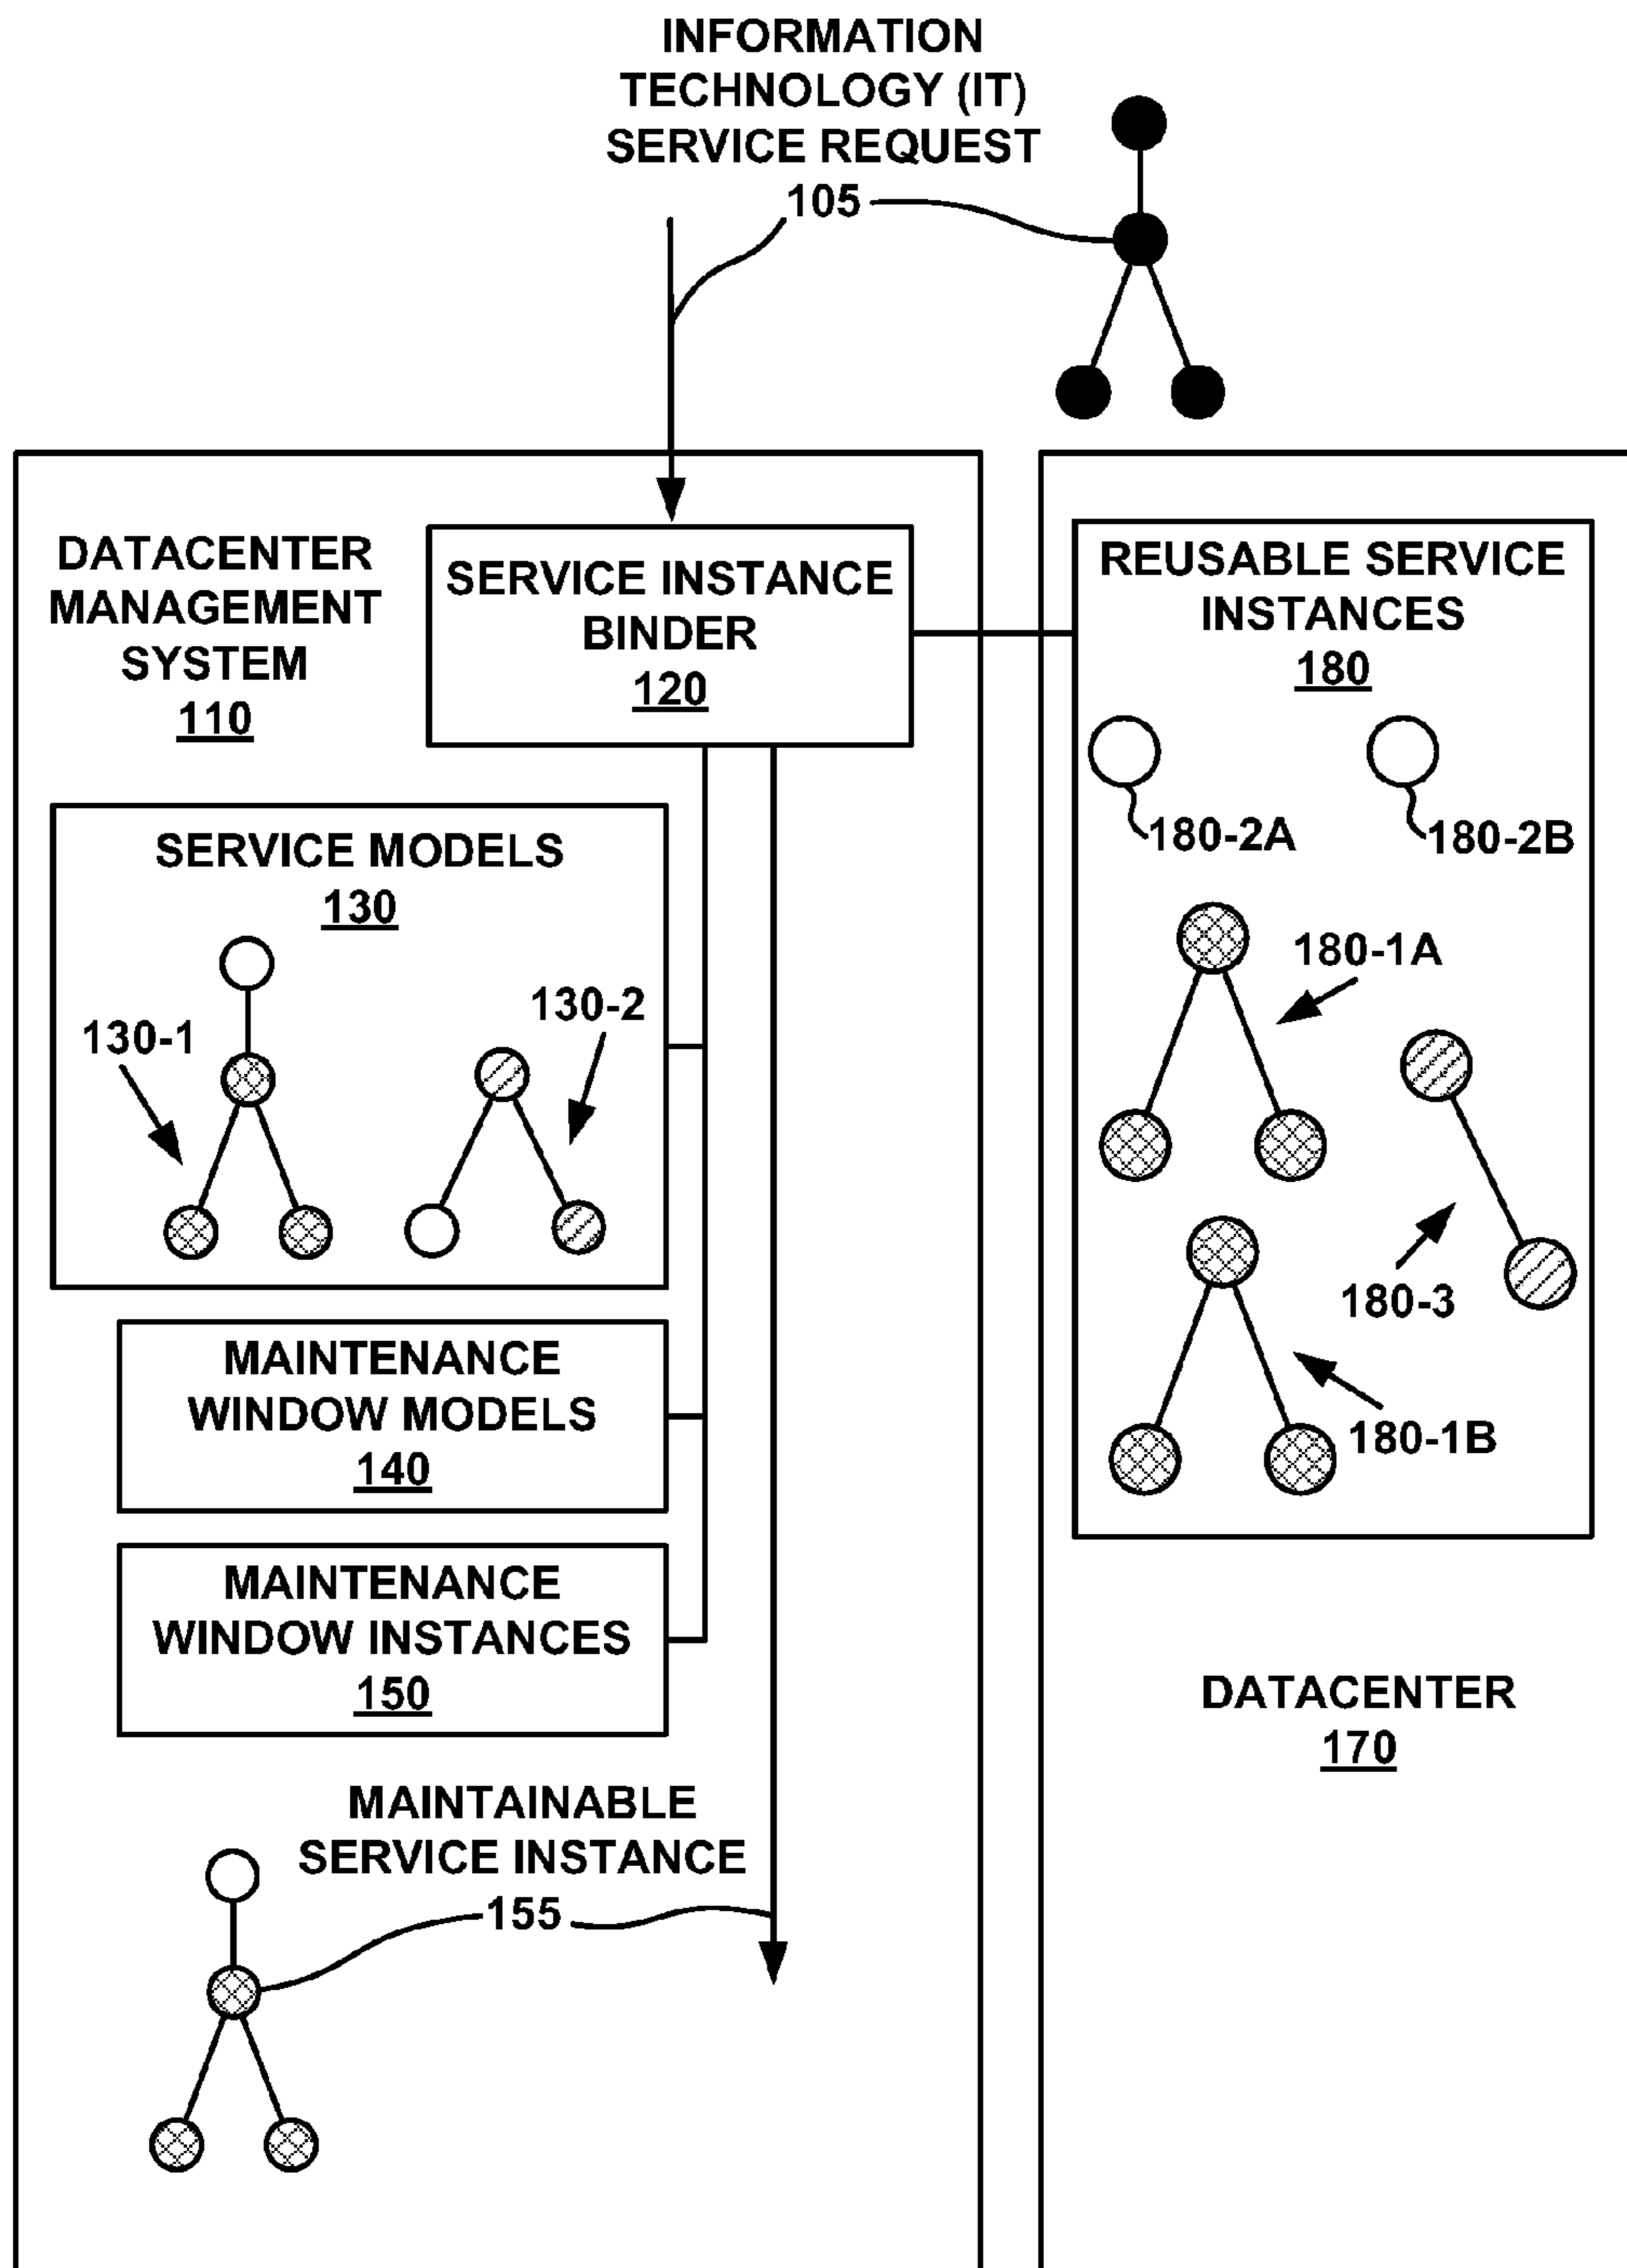 INFORMATION
TECHNOLOGY (IT)
SERVICE REQUEST
105
DATACENTER
MANAGEMENT
SYSTEM
110
SERVICE INSTANCE
BINDER
120
REUSABLE SERVICE
INSTANCES
180
180-2A
180-2B
180-1A
180-3
180-1B
SERVICE MODELS
130
130-1
130-2
MAINTENANCE
WINDOW MODELS
140
MAINTENANCE
WINDOW INSTANCES
150
DATACENTER
170
MAINTAINABLE
SERVICE INSTANCE
155